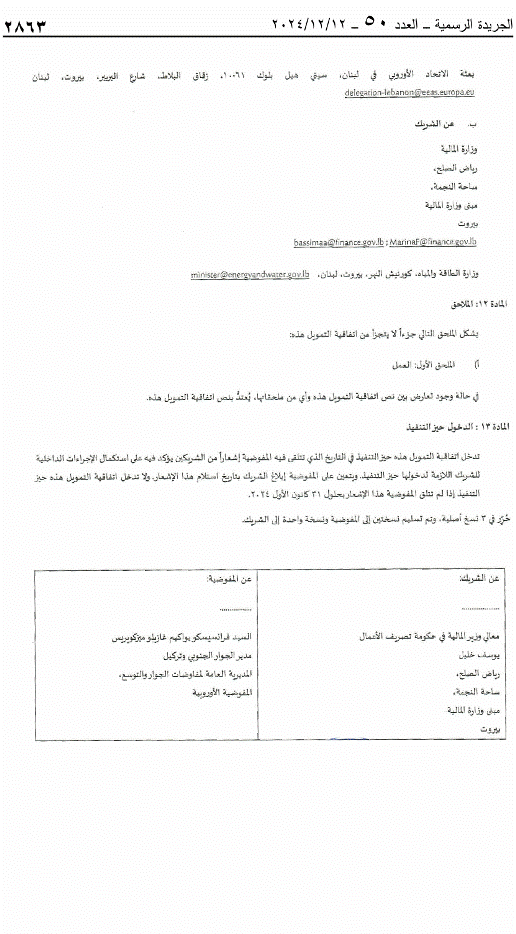 الجريدة الرسمية ــ العدد ٥٠ ــ ٢٠٢٤/١٢/١٢
٢٨٦٣
بعثة الاتحاد الأوروبي في لبنان، سيتي هيل بلوك ١٠٠٦١، زقاق البلاط، شارع البربير، بيروت، لبنان
delegation-lebanon@eeas.europa.eu
ب. عن الشريك
وزارة المالية
رياض الصلح،
ساحة النجمة،
مبنى وزارة المالية
بيروت
bassimaa@finance.gov.lb ; MarinaF@finance.gov.lb
وزارة الطاقة والمياه، كورنيش النهر، بيروت، لبنان، minister@energyandwater.gov.lb
المادة ١٢: الملاحق
يشكل الملحق التالي جزءاً لا يتجزأ من اتفاقية التمويل هذه:
أ) الملحق الأول: العمل
في حالة وجود تعارض بين نص اتفاقية التمويل هذه وأي من ملحقاتها، يُعتدُّ بنص اتفاقية التمويل هذه.
المادة ١٣ : الدخول حيز التنفيذ
تدخل اتفاقية التمويل هذه حيز التنفيذ في التاريخ الذي تتلقى فيه المفوضية إشعاراً من الشريكين يؤكد فيه على استكمال الإجراءات الداخلية
للشريك اللازمة لدخولها حيز التنفيذ. ويتعين على المفوضية إبلاغ الشريك بتاريخ استلام هذا الإشعار. ولا تدخل اتفاقية التمويل هذه حيز
التنفيذ إذا لم تتلق المفوضية هذا الإشعار بحلول ٣١ كانون الأول ٢٠٢٤.
حُرِّر في ٣ نسخ أصلية، وتم تسليم نسختين إلى المفوضية ونسخة واحدة إلى الشريك.
عن الشريك:
...............
معالي وزير المالية في حكومة تصريف الأعمال
يوسف خليل
رياض الصلح،
ساحة النجمة،
مبنى وزارة المالية
بيروت
عن المفوضية:
.............
السيد فرانسيسكو يواكهم غازيلو ميزكويريس
مدير الجوار الجنوبي وتركيل
المديرية العامة لمفاوضات الجوار والتوسع،
المفوضية الأوروبية